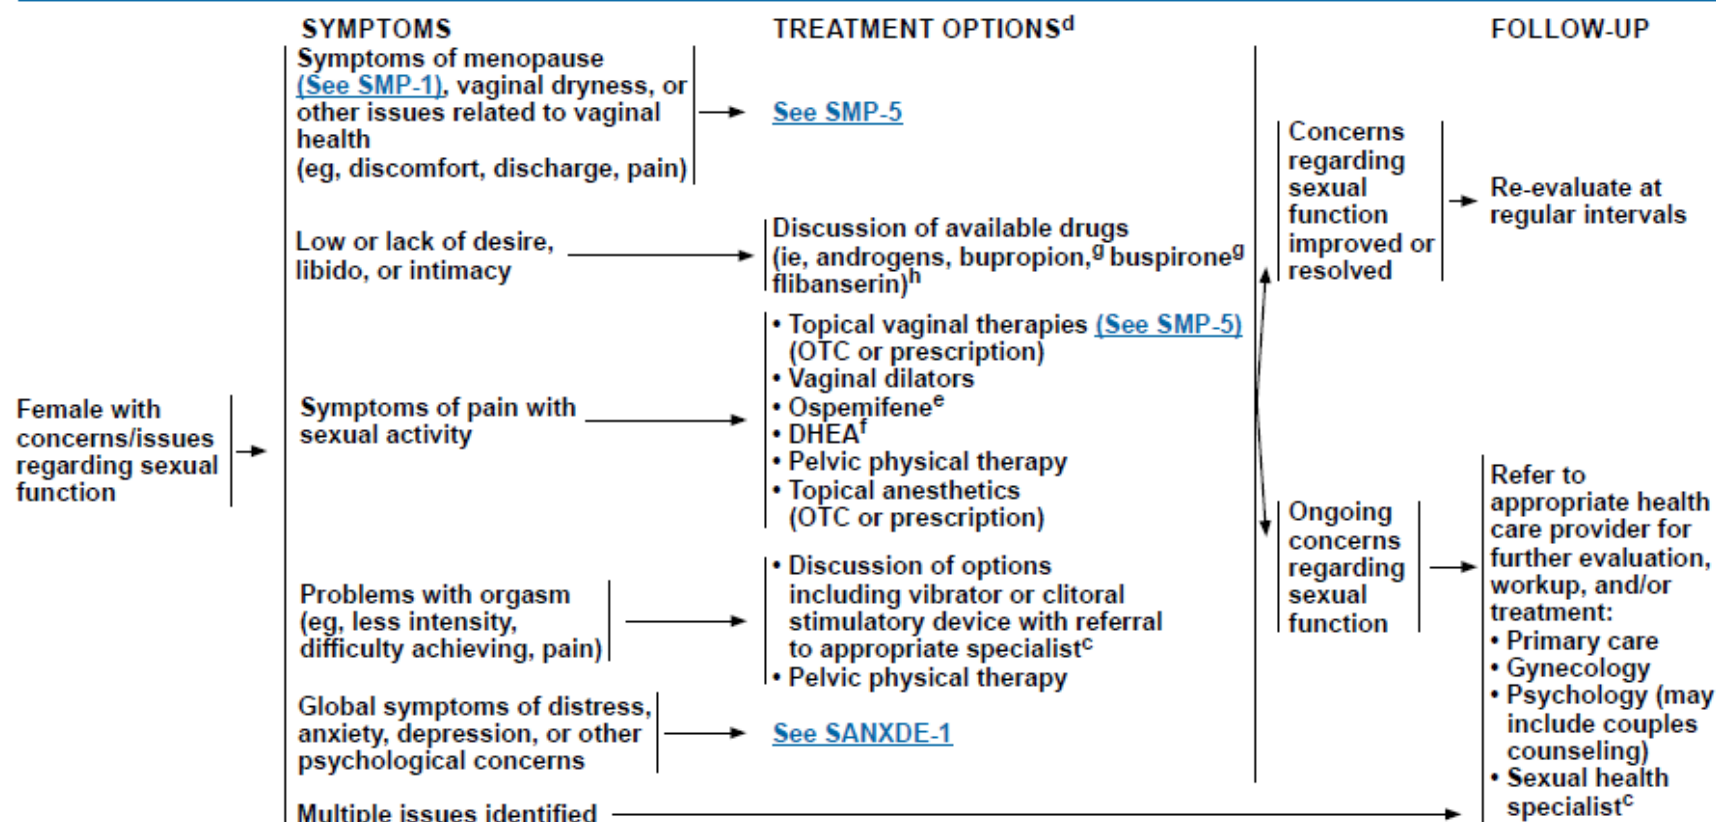 SYMPTOMS
TREATMENT OPTIONSd
FOLLOW-UP
Female with
concerns/issues
regarding sexual
function
Symptoms of menopause
(See SMP-1), vaginal dryness, or
other issues related to vaginal
health
(eg, discomfort, discharge, pain)
See SMP-5
Low or lack of desire,
libido, or intimacy
Discussion of available drugs
(ie, androgens, bupropion,g buspironeg
flibanserin)h
Symptoms of pain with
sexual activity
• Topical vaginal therapies (See SMP-5)
(OTC or prescription)
• Vaginal dilators
• Ospemifenee
• DHEAf
• Pelvic physical therapy
• Topical anesthetics
(OTC or prescription)
Problems with orgasm
(eg, less intensity,
difficulty achieving, pain)
• Discussion of options
including vibrator or clitoral
stimulatory device with referral
to appropriate specialistc
• Pelvic physical therapy
Global symptoms of distress,
anxiety, depression, or other
psychological concerns
See SANXDE-1
Multiple issues identified
Concerns
regarding
sexual
function
improved or
resolved
Re-evaluate at
regular intervals
Ongoing
concerns
regarding
sexual
function
Refer to
appropriate health
care provider for
further evaluation,
workup, and/or
treatment:
• Primary care
• Gynecology
• Psychology (may
include couples
counseling)
• Sexual health
specialistc